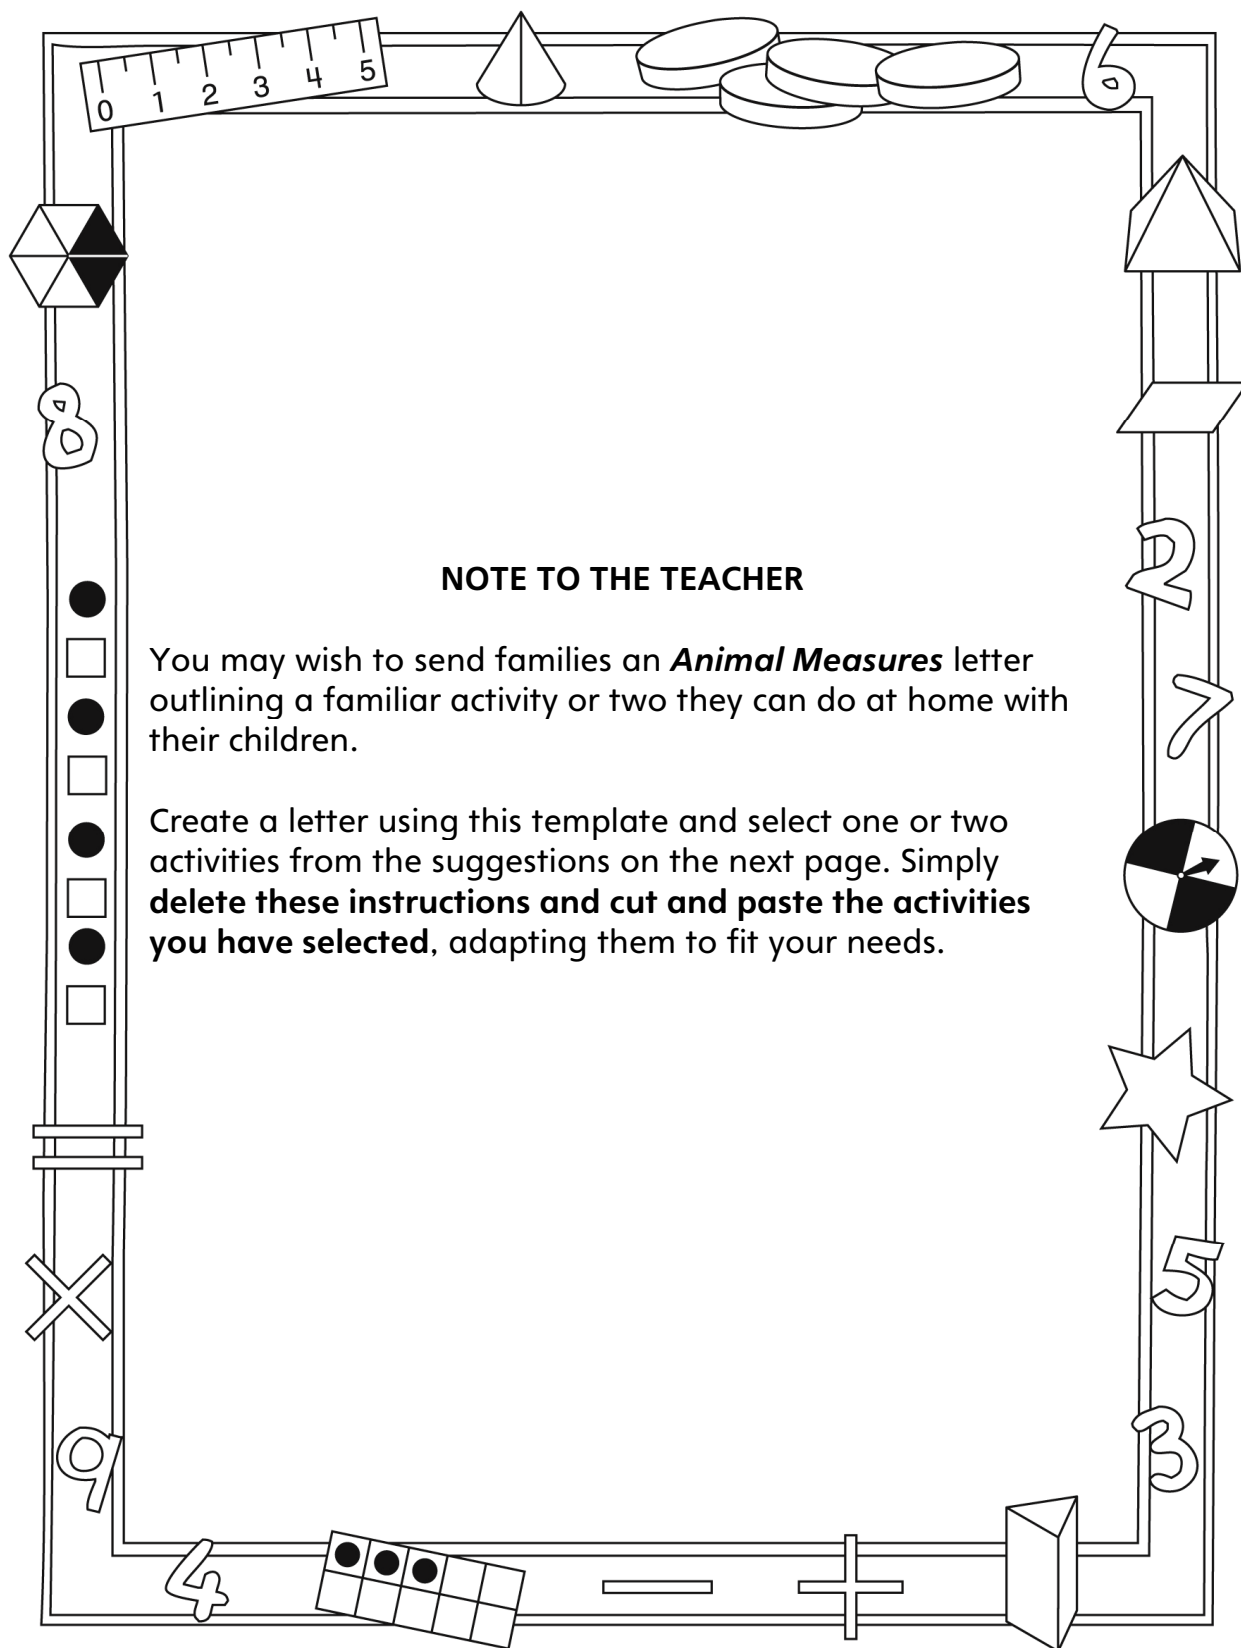 0 1 2 3 4 5
6
8
2
NOTE TO THE TEACHER
You may wish to send families an Animal Measures letter
outlining a familiar activity or two they can do at home with
their children.
7
Create a letter using this template and select one or two
activities from the suggestions on the next page. Simply
delete these instructions and cut and paste the activities
you have selected, adapting them to fit your needs.
=
5
×
3
9
4
− +